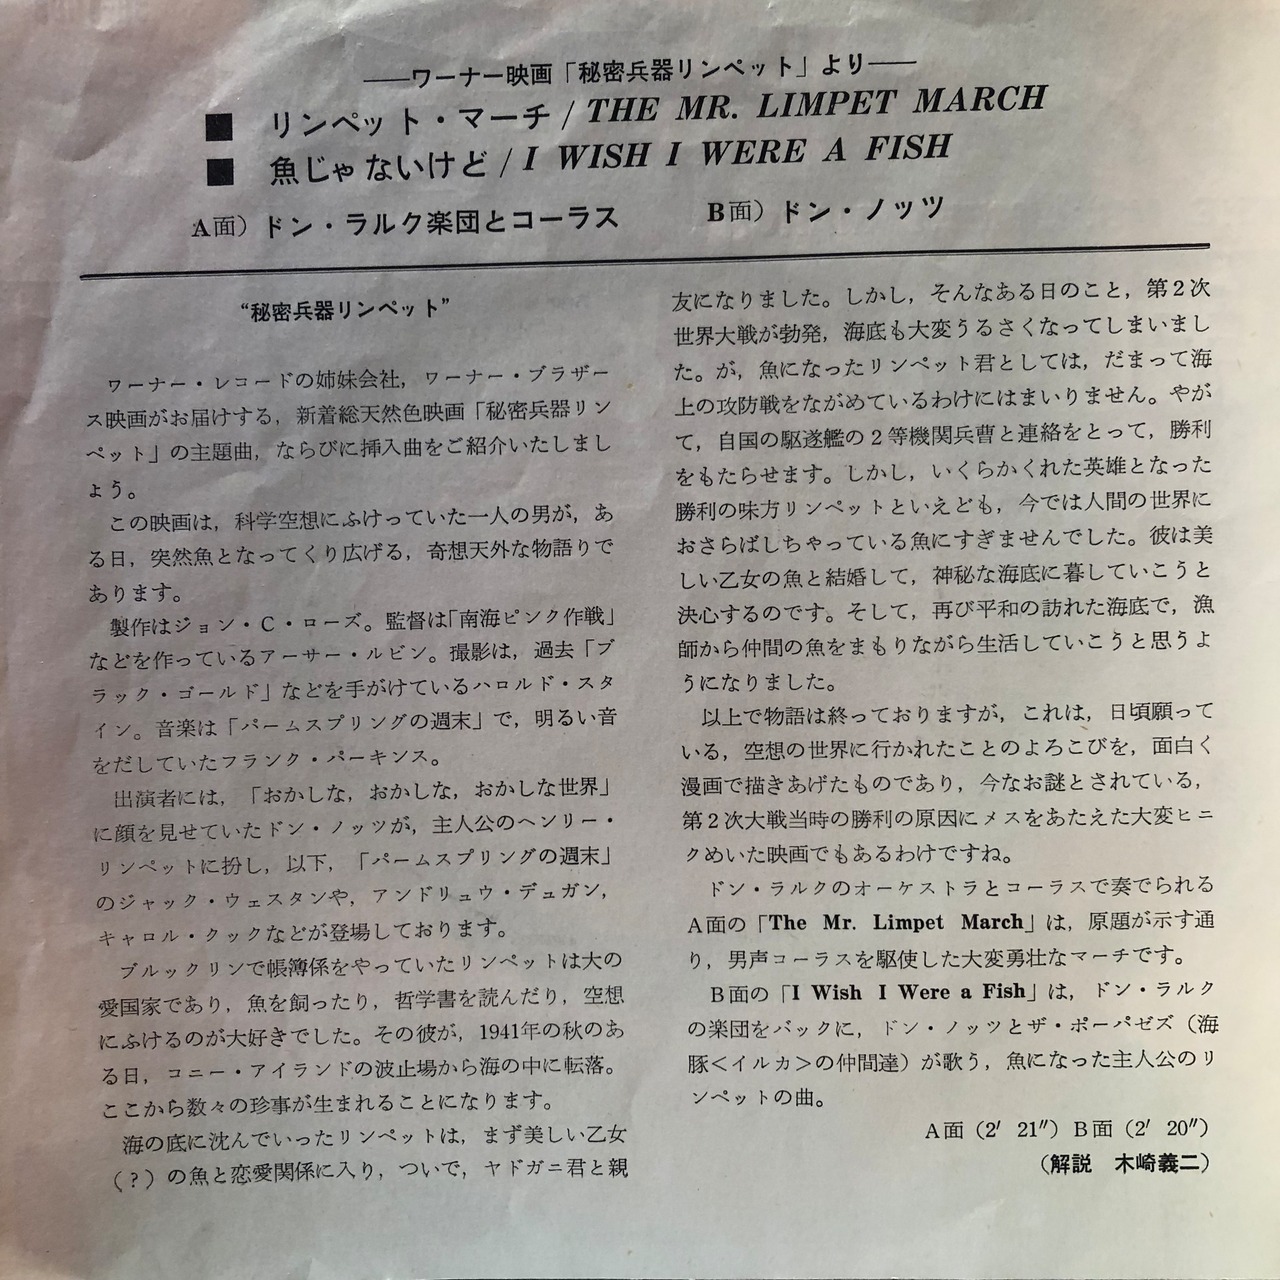 ——ワーナー映画「秘密兵器リンペット」より——
■ リンペット・マーチ / THE MR. LIMPET MARCH
■ 魚じゃないけど / I WISH I WERE A FISH
A面）ドン・ラルク楽団とコーラス　B面）ドン・ノッツ
“秘密兵器リンペット”
ワーナー・レコードの姉妹会社，ワーナー・ブラザー
ス映画がお届けする，新着総天然色映画「秘密兵器リン
ペット」の主題曲，ならびに挿入曲をご紹介いたしまし
ょう。
この映画は，科学空想にふけっていた一人の男が，あ
る日，突然魚となってくり広げる，奇想天外な物語りで
あります。
製作はジョン・C・ローズ。監督は「南海ピンク作戦」
などを作っているアーサー・ルビン。撮影は，過去「ブ
ラック・ゴールド」などを手がけているハロルド・スタ
イン。音楽は「パームスプリングの週末」で，明るい音
をだしていたフランク・パーキンス。
出演者には，「おかしな，おかしな，おかしな世界」
に顔を見せていたドン・ノッツが，主人公のヘンリー・
リンペットに扮し，以下，「パームスプリングの週末」
のジャック・ウェスタンや，アンドリュウ・デュガン，
キャロル・クックなどが登場しております。
ブルックリンで帳簿係をやっていたリンペットは大の
愛国家であり，魚を飼ったり，哲学書を読んだり，空想
にふけるのが大好きでした。その彼が，1941年の秋のあ
る日，コニー・アイランドの波止場から海の中に転落。
ここから数々の珍事が生まれることになります。
海の底に沈んでいったリンペットは，まず美しい乙女
（？）の魚と恋愛関係に入り，ついで，ヤドガニ君と親
友になりました。しかし，そんなある日のこと，第２次
世界大戦が勃発，海底も大変うるさくなってしまいまし
た。が，魚になったリンペット君としては，だまって海
上の攻防戦をながめているわけにはまいりません。やが
て，自国の駆逐艦の２等機関兵曹と連絡をとって，勝利
をもたらせます。しかし，いくらかくれた英雄となった
勝利の味方リンペットといえども，今では人間の世界に
おさらばしちゃっている魚にすぎませんでした。彼は美
しい乙女の魚と結婚して，神秘な海底に暮していこうと
決心するのです。そして，再び平和の訪れた海底で，漁
師から仲間の魚をまもりながら生活していこうと思うよ
うになりました。
以上で物語は終っておりますが，これは，日頃願って
いる，空想の世界に行かれたことのよろこびを，面白く
漫画で描きあげたものであり，今なお謎とされている，
第２次大戦当時の勝利の原因にメスをあたえた大変ヒニ
クめいた映画でもあるわけですね。
ドン・ラルクのオーケストラとコーラスで奏でられる
A面の「The Mr. Limpet March」は，原題が示す通
り，男声コーラスを駆使した大変勇壮なマーチです。
B面の「I Wish I Were a Fish」は，ドン・ラルク
の楽団をバックに，ドン・ノッツとザ・ポーパゼズ（海
豚＜イルカ＞の仲間達）が歌う，魚になった主人公のリ
ンペットの曲。
A面（2′ 21″）B面（2′ 20″）
（解説　木崎義二）